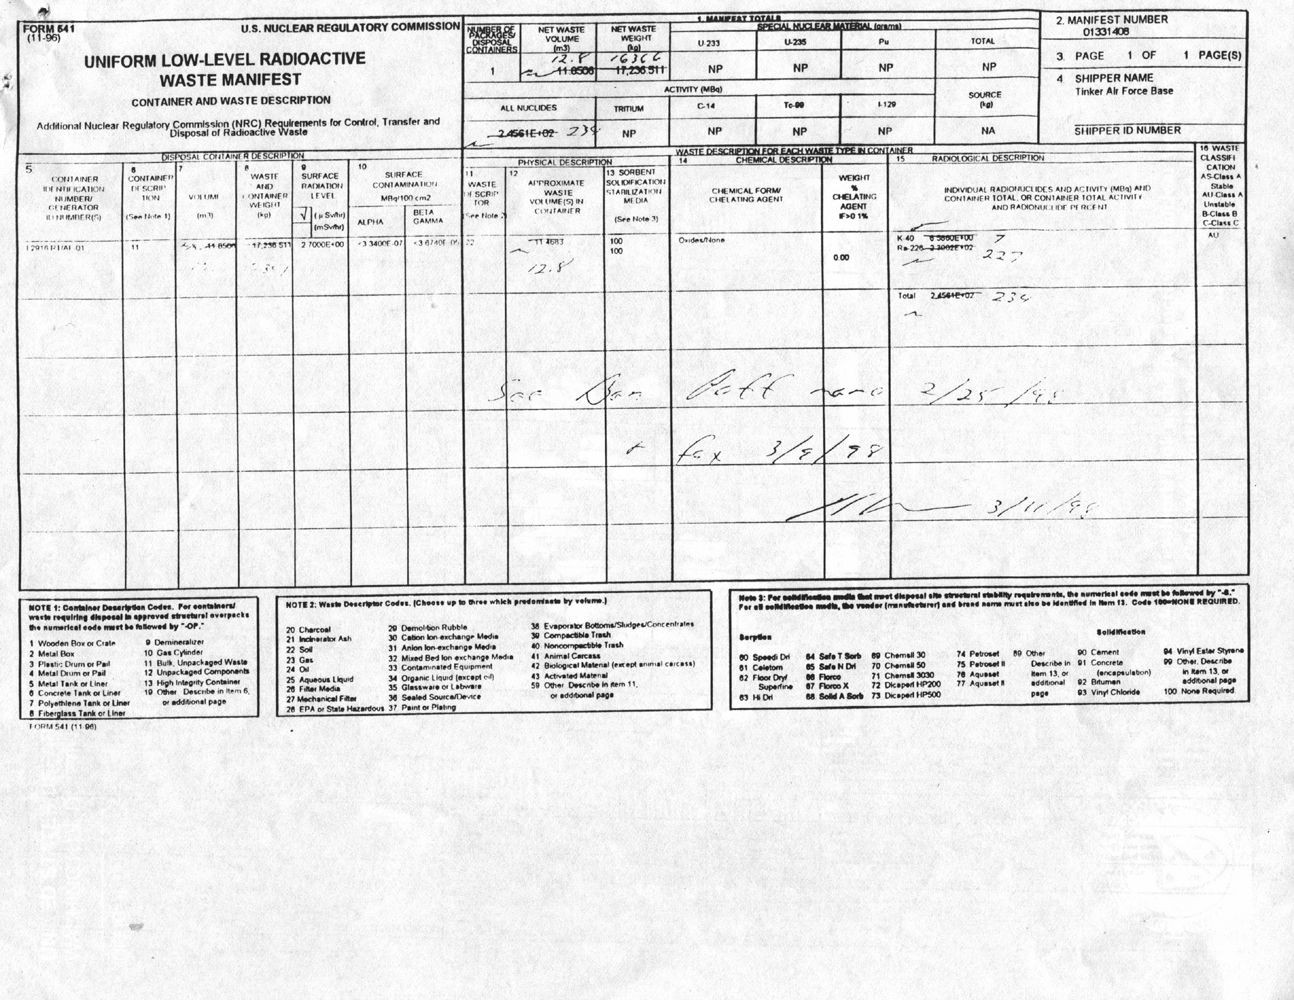 FORM 541
(11-96)
U.S. NUCLEAR REGULATORY COMMISSION
UNIFORM LOW-LEVEL RADIOACTIVE
WASTE MANIFEST
CONTAINER AND WASTE DESCRIPTION
Additional Nuclear Regulatory Commission (NRC) Requirements for Control, Transfer and
Disposal of Radioactive Waste
1. MANIFEST TOTALS
NUMBER OF
PACKAGES/
DISPOSAL
CONTAINERS
1
NET WASTE
VOLUME
(m3)
12.8
11.8506
NET WASTE
WEIGHT
(kg)
16366
17,236.511
SPECIAL NUCLEAR MATERIAL (grams)
U-233 U-235 Pu TOTAL
NP NP NP NP
ACTIVITY (MBq)
ALL NUCLIDES TRITIUM C-14 Tc-99 I-129
SOURCE
(kg)
2.4561E+02 234 NP NP NP NP NA
2. MANIFEST NUMBER
01331408
3. PAGE 1 OF 1 PAGE(S)
4 SHIPPER NAME
Tinker Air Force Base
SHIPPER ID NUMBER
DISPOSAL CONTAINER DESCRIPTION
WASTE DESCRIPTION FOR EACH WASTE TYPE IN CONTAINER
5
CONTAINER
IDENTIFICATION
NUMBER/
GENERATOR
ID NUMBER(S)
6
CONTAINER
DESCRIP
TION
(See Note 1)
7
VOLUME
(m3)
8
WASTE
AND
CONTAINER
WEIGHT
(kg)
9
SURFACE
RADIATION
LEVEL
√ (µSv/hr)
(mSv/hr)
10
SURFACE
CONTAMINATION
MBq/100 cm2
ALPHA
BETA
GAMMA
PHYSICAL DESCRIPTION
11
WASTE
DESCRIP
TOR
(See Note 2)
12
APPROXIMATE
WASTE
VOLUME(S) IN
CONTAINER
13 SORBENT
SOLIDIFICATION
STABILIZATION
MEDIA
(See Note 3)
14 CHEMICAL DESCRIPTION
CHEMICAL FORM/
CHELATING AGENT
WEIGHT
%
CHELATING
AGENT
IF>0 1%
15 RADIOLOGICAL DESCRIPTION
INDIVIDUAL RADIONUCLIDES AND ACTIVITY (MBq) AND
CONTAINER TOTAL, OR CONTAINER TOTAL ACTIVITY
AND RADIONUCLIDE PERCENT
16 WASTE
CLASSIFI
CATION
AS-Class A
Stable
AU-Class A
Unstable
B-Class B
C-Class C
11 11.8506 17,236.511 2 7000E+00 <3 3400E-07 22 11 4683
100
100
Oxides/None
0.00
K-40 6 5860E+00 7
Ra-226 2 3902E+02 227
AU
12.8
Total 2.4561E+02 234
See Dan 2/25/98
+ fax 3/9/98
3/11/98
NOTE 1: Container Description Codes. For containers/
waste requiring disposal in approved structural overpacks
the numerical code must be followed by "-OP."
1 Wooden Box or Crate
2 Metal Box
3 Plastic Drum or Pail
4 Metal Drum or Pail
5 Metal Tank or Liner
6 Concrete Tank or Liner
7 Polyethlene Tank or Liner
8 Fiberglass Tank or Liner
9 Demineralizer
10 Gas Cylinder
11 Bulk, Unpackaged Waste
12 Unpackaged Components
13 High Integrity Container
19 Other Describe in Item 6,
or additional page
NOTE 2: Waste Descriptor Codes. (Choose up to three which predominate by volume.)
20 Charcoal
21 Incinerator Ash
22 Soil
23 Gas
24 Oil
25 Aqueous Liquid
26 Filter Media
27 Mechanical Filter
28 EPA or State Hazardous
29 Demolition Rubble
30 Cation Ion-exchange Media
31 Anion Ion-exchange Media
32 Mixed Bed Ion-exchange Media
33 Contaminated Equipment
34 Organic Liquid (except oil)
35 Glassware or Labware
36 Sealed Source/Device
37 Paint or Plating
38 Evaporator Bottoms/Sludges/Concentrates
39 Compactible Trash
40 Noncompactible Trash
41 Animal Carcass
42 Biological Material (except animal carcass)
43 Activated Material
59 Other Describe in Item 11,
or additional page
Note 3: For solidification media that meet disposal site structural stability requirements, the numerical code must be followed by "-S."
For all solidification media, the vendor (manufacturer) and brand name must also be identified in Item 13. Code 100=NONE REQUIRED.
Sorption
60 Speedi Dri
61 Celetom
62 Floor Dry/
Superfine
63 Hi Dri
64 Safe T Sorb
65 Safe N Dri
66 Florco
67 Florco X
68 Solid A Sorb
69 Chemsil 30
70 Chemsil 50
71 Chemsil 3030
72 Dicaperl HP200
73 Dicaperl HP500
74 Petroset
75 Petroset II
76 Aquaset
77 Aquaset II
89 Other
Describe in
Item 13, or
additional
page
Solidification
90 Cement
91 Concrete
(encapsulation)
92 Bitumen
93 Vinyl Chloride
94 Vinyl Ester Styrene
99 Other, Describe
in Item 13, or
additional page
100 None Required
FORM 541 (11 96)